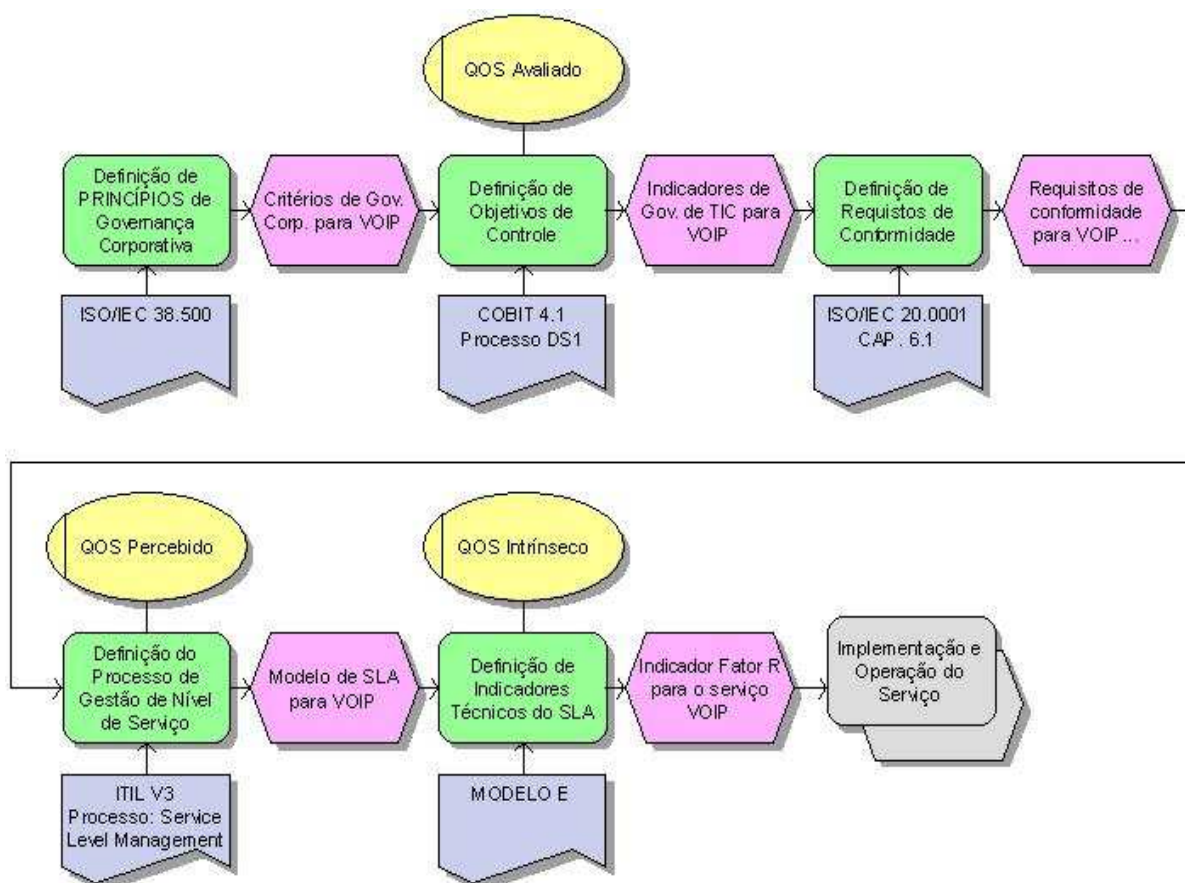 QOS Avaliado
Definição de
PRINCÍPIOS de
Governança
Corporativa
Critérios de Gov.
Corp. para VOIP
Definição de
Objetivos de
Controle
Indicadores de
Gov. de TIC para
VOIP
Definição de
Requistos de
Conformidade
Requisitos de
conformidade
para VOIP ...
ISO/IEC 38.500
COBIT 4.1
Processo DS1
ISO/IEC 20.0001
CAP . 6.1
QOS Percebido
QOS Intrínseco
Definição do
Processo de
Gestão de Nível
de Serviço
Modelo de SLA
para VOIP
Definição de
Indicadores
Técnicos do SLA
Indicador Fator R
para o serviço
VOIP
Implementação e
Operação do
Serviço
ITIL V3
Processo: Service
Level Management
MODELO E